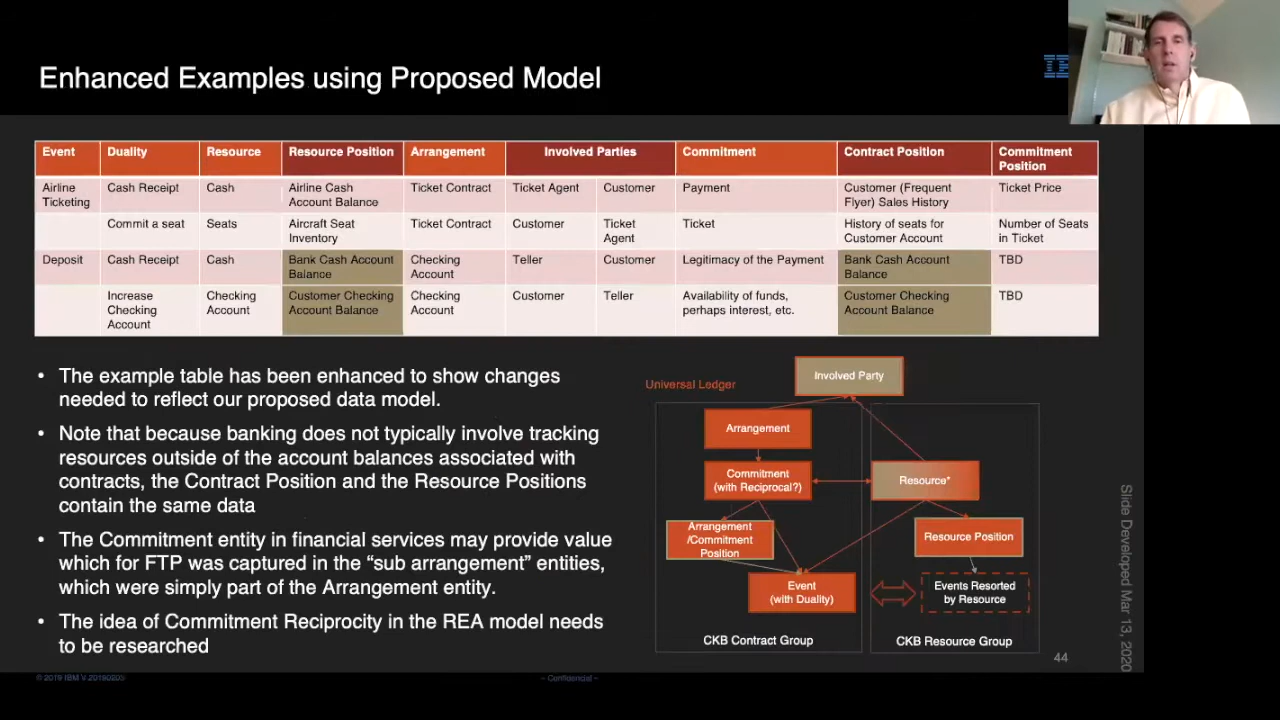 Enhanced Examples using Proposed Model
IBM
Event Duality Resource Resource Position Arrangement Involved Parties Commitment Contract Position Commitment
Position
Airline Cash Receipt Cash Airline Cash Ticket Contract Ticket Agent Customer Payment Customer (Frequent Ticket Price
Ticketing Account Balance Flyer) Sales History
Commit a seat Seats Aircraft Seat Ticket Contract Customer Ticket Ticket History of seats for Number of Seats
Inventory Agent Customer Account in Ticket
Deposit Cash Receipt Cash Bank Cash Account Checking Teller Customer Legitimacy of the Payment Bank Cash Account TBD
Balance Account Balance
Increase Checking Customer Checking Checking Customer Teller Availability of funds, Customer Checking TBD
Checking Account Account Balance Account perhaps interest, etc. Account Balance
Account
• The example table has been enhanced to show changes
needed to reflect our proposed data model.
• Note that because banking does not typically involve tracking
resources outside of the account balances associated with
contracts, the Contract Position and the Resource Positions
contain the same data
• The Commitment entity in financial services may provide value
which for FTP was captured in the “sub arrangement” entities,
which were simply part of the Arrangement entity.
• The idea of Commitment Reciprocity in the REA model needs
to be researched
Universal Ledger
Involved Party
Arrangement
Commitment
(with Reciprocal?)
Resource*
Arrangement
/Commitment
Position
Resource Position
Event
(with Duality)
Events Resorted
by Resource
CKB Contract Group
CKB Resource Group
44
Slide Developed Mar 13, 2020
© 2019 IBM V 20190205
– Confidential –